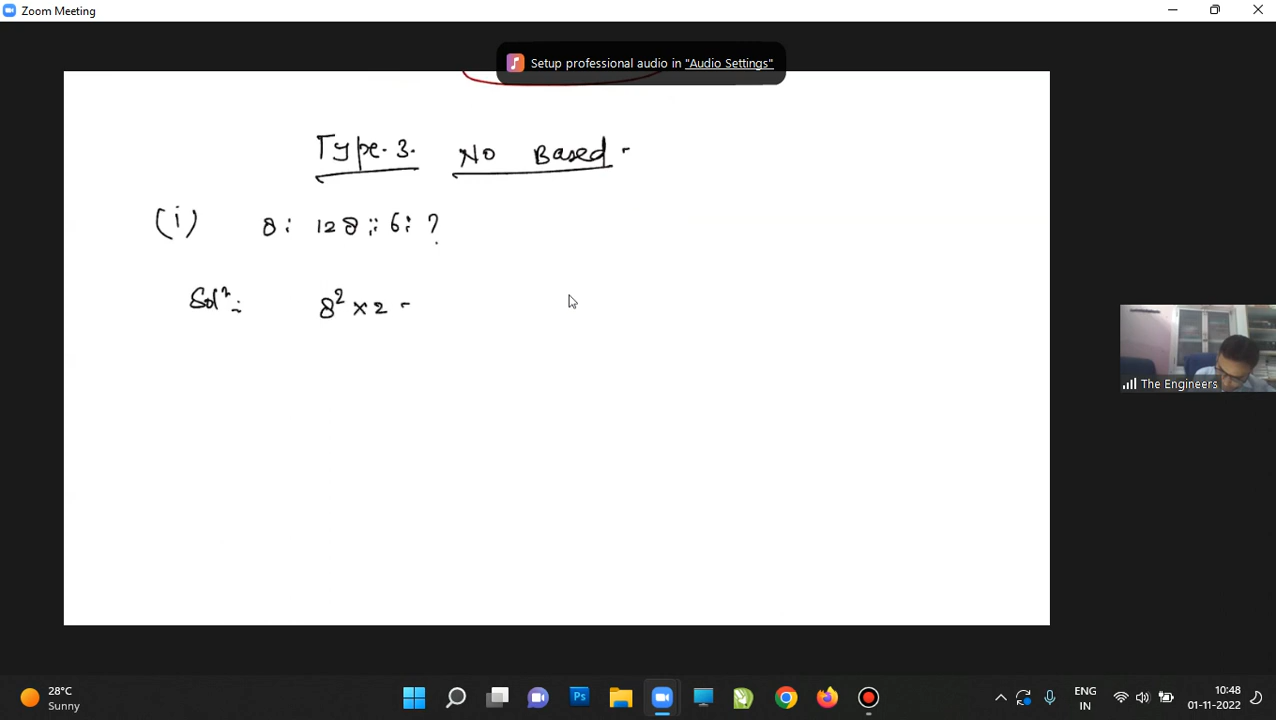 Zoom Meeting
Setup professional audio in "Audio Settings"
Type. 3. No Based -
(i) 8 : 128 :: 6 : ?
Solⁿ :- 8² × 2 -
The Engineers
28°C
Sunny
ENG
IN
10:48
01-11-2022